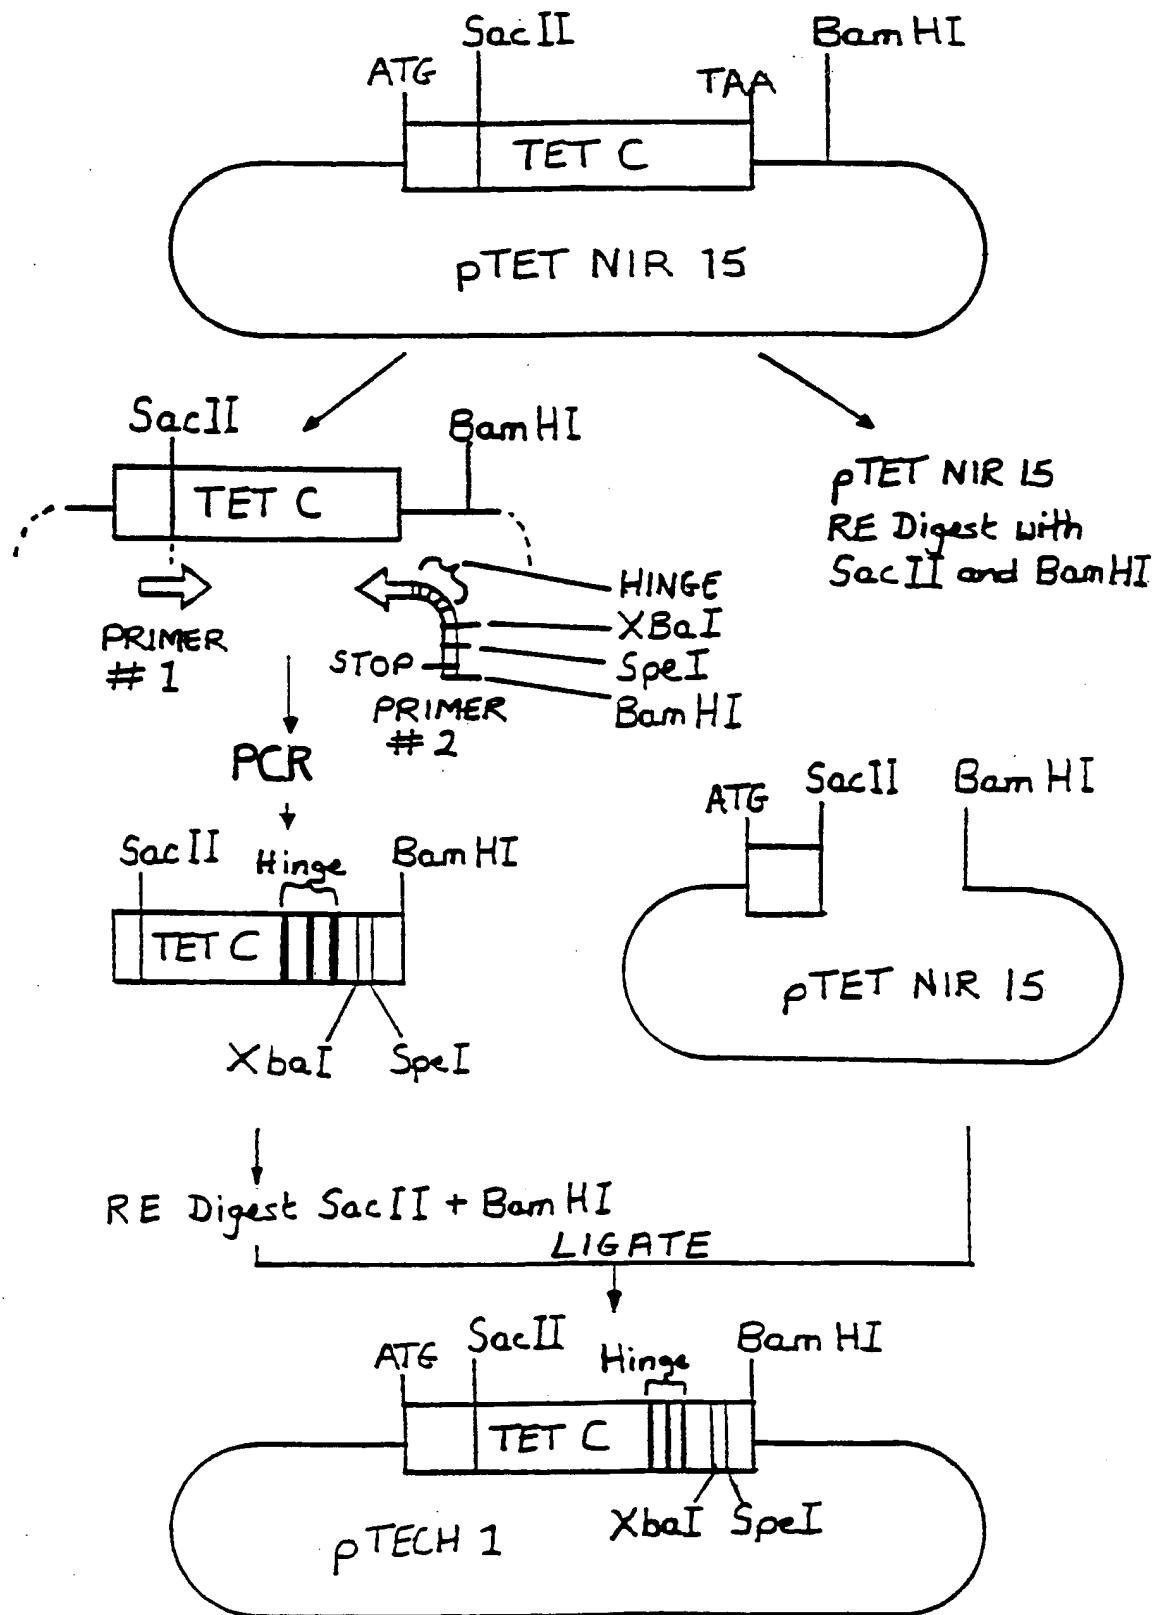 SacII
BamHI
ATG
TAA
TET C
pTET NIR 15
SacII
BamHI
TET C
pTET NIR 15
RE Digest with
SacII and BamHI
HINGE
XBaI
SpeI
BamHI
STOP
PRIMER
# 1
PRIMER
# 2
PCR
SacII
Hinge
BamHI
TET C
XbaI
SpeI
ATG
SacII
BamHI
pTET NIR 15
RE Digest SacII + BamHI
LIGATE
ATG
SacII
Hinge
BamHI
TET C
XbaI
SpeI
pTECH 1